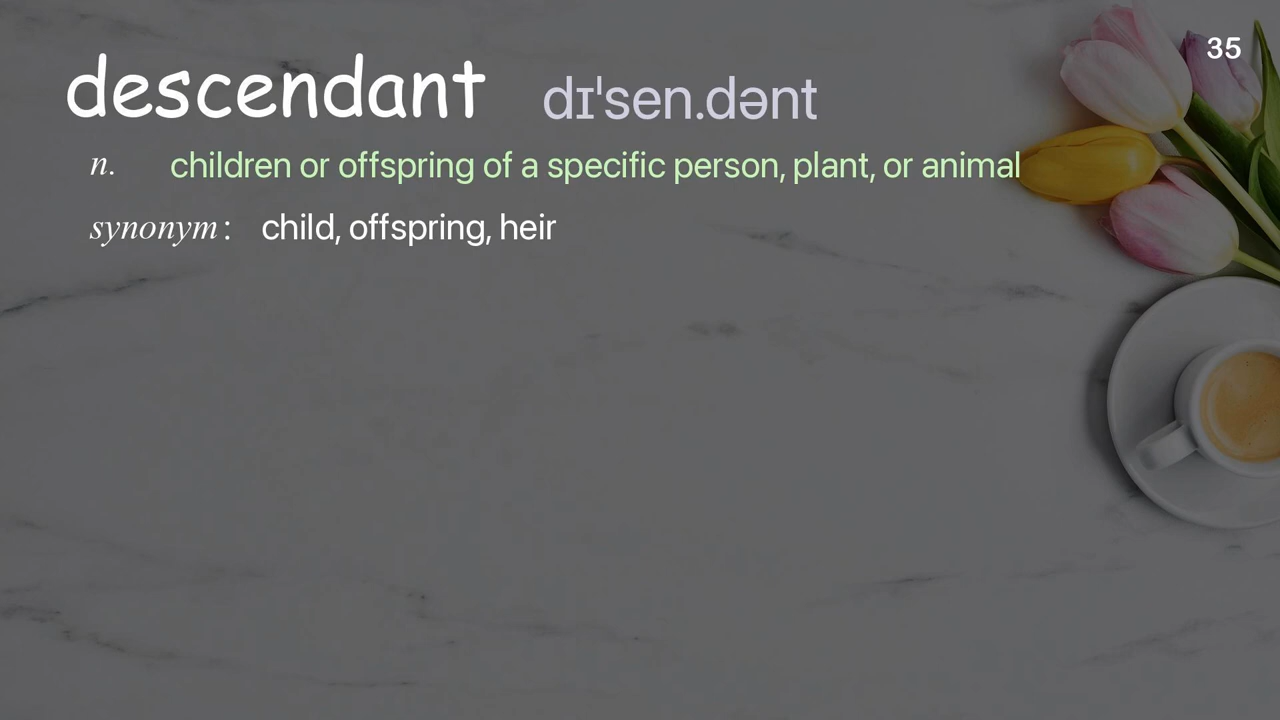 35
descendant dɪˈsen.dənt
n. children or offspring of a specific person, plant, or animal
synonym : child, offspring, heir